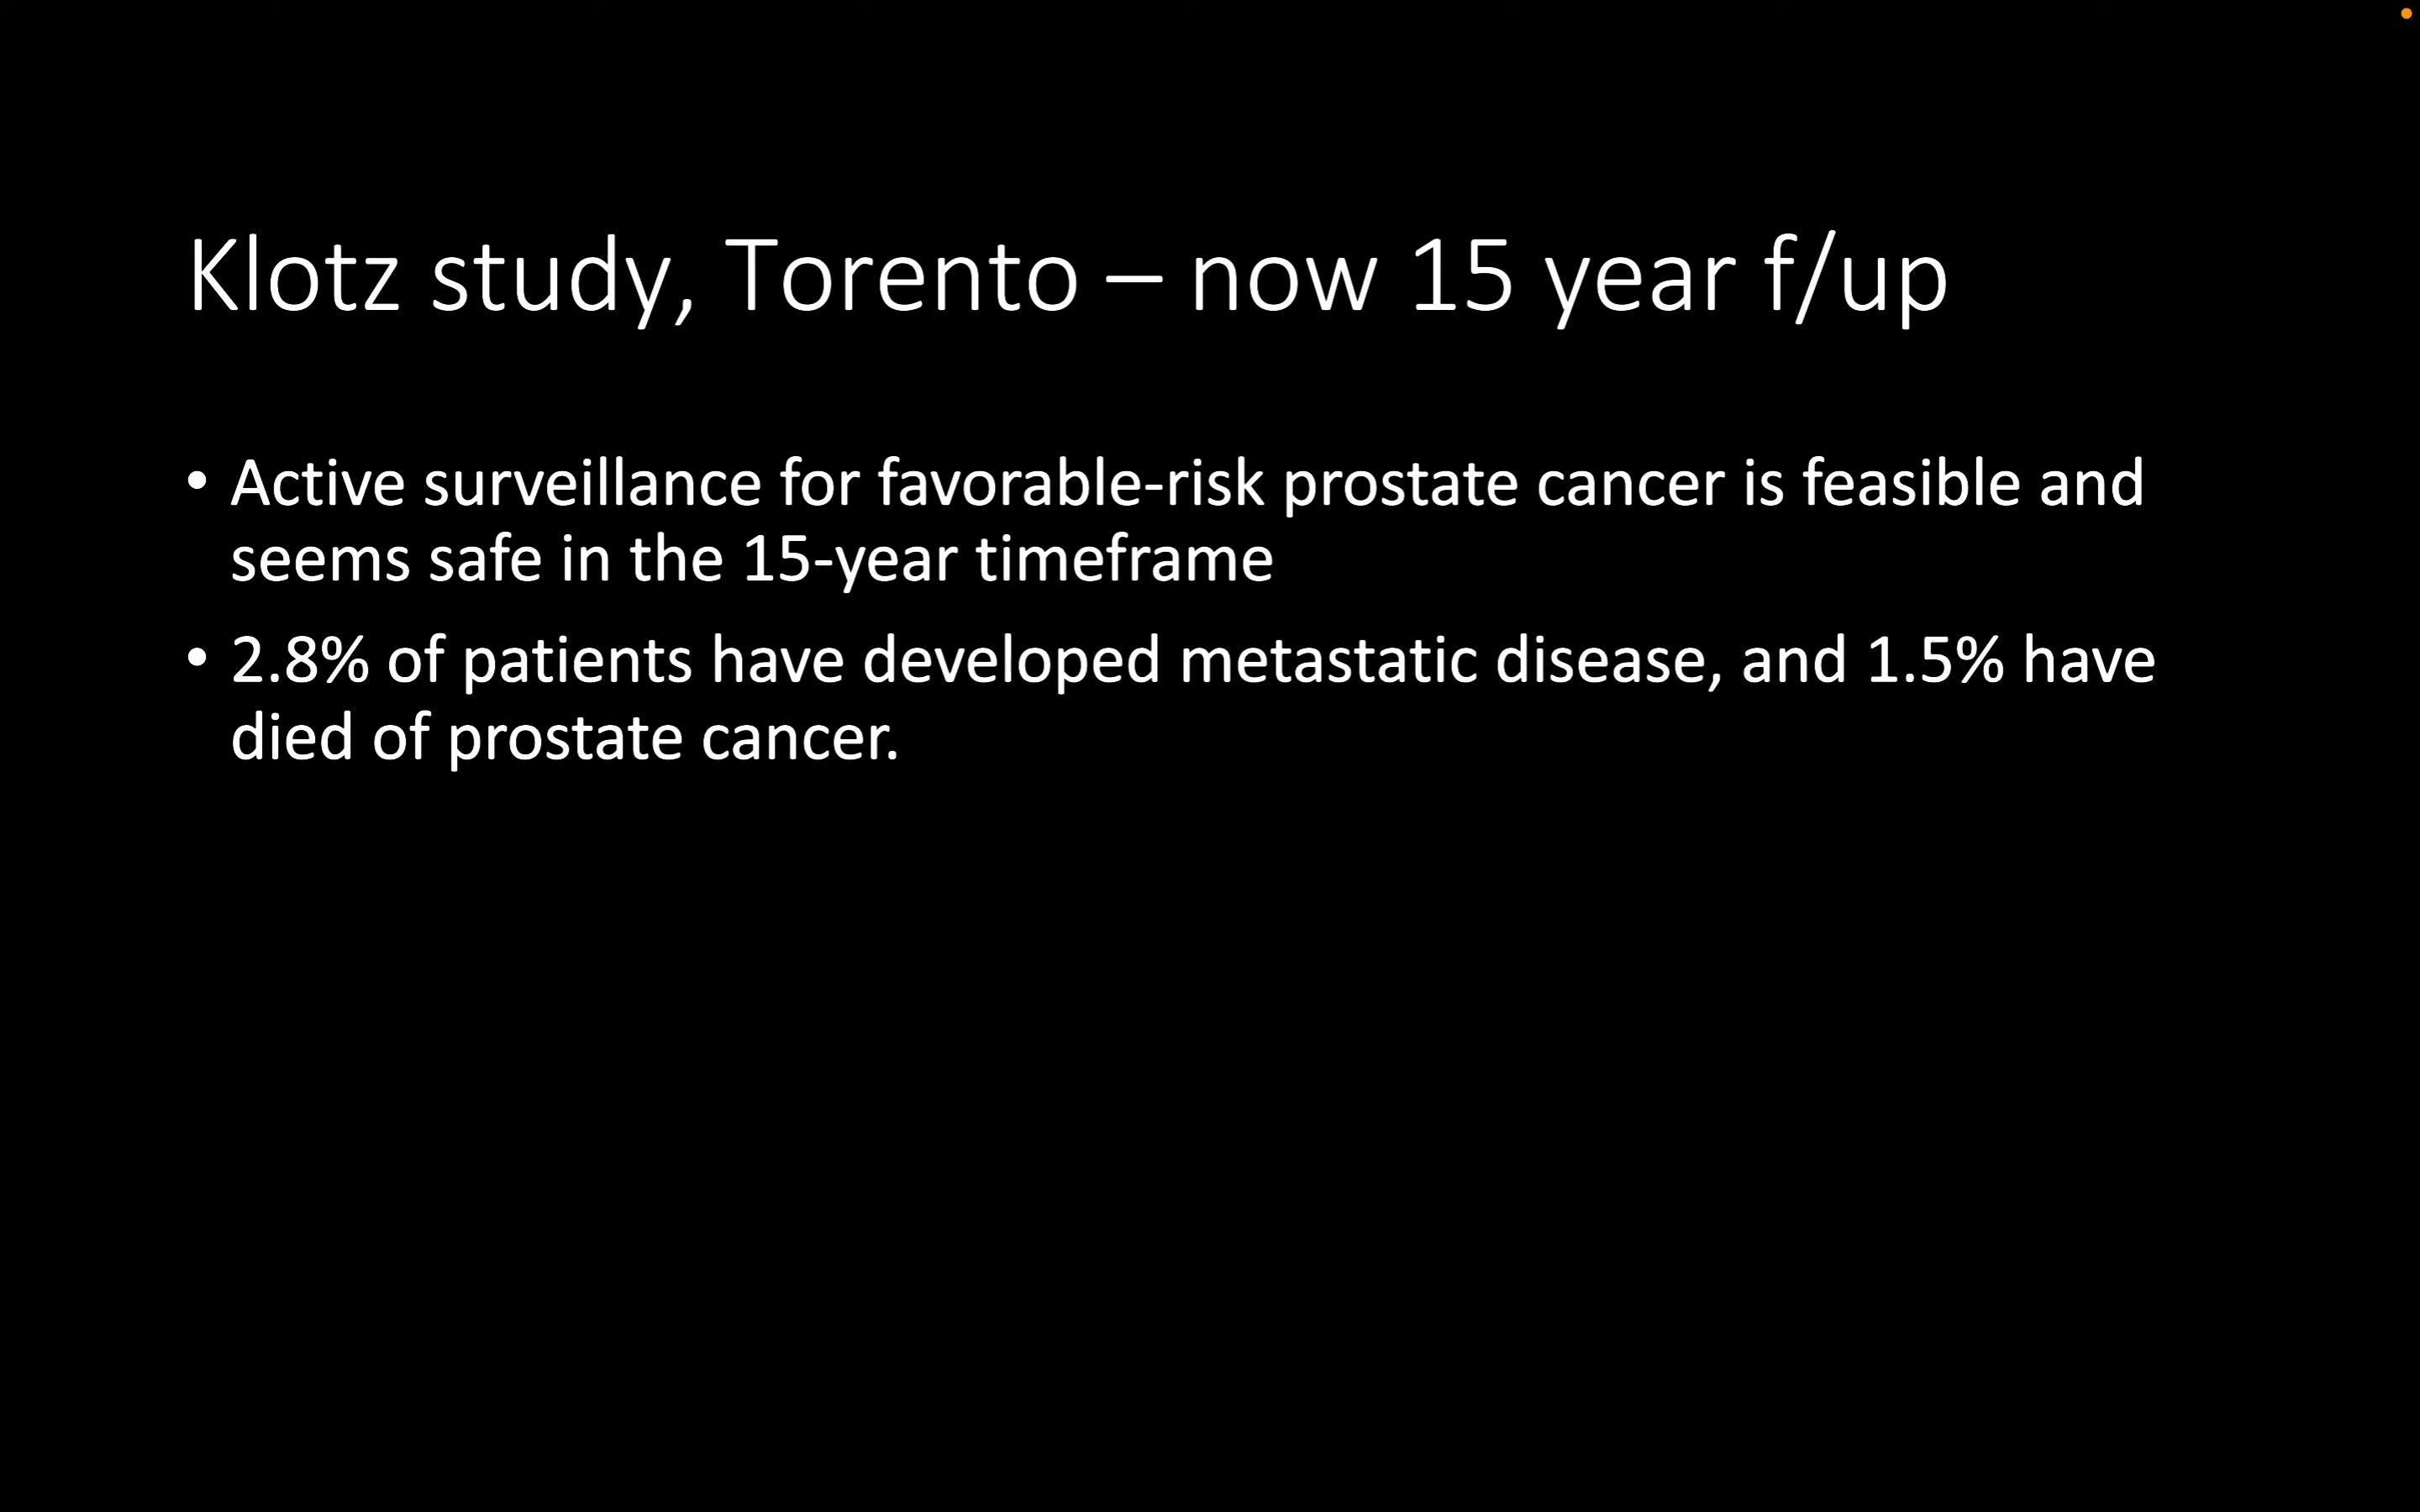 Klotz study, Torento – now 15 year f/up
• Active surveillance for favorable-risk prostate cancer is feasible and
seems safe in the 15-year timeframe
• 2.8% of patients have developed metastatic disease, and 1.5% have
died of prostate cancer.